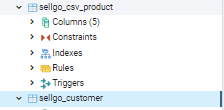 sellgo_csv_product
Columns (5)
Constraints
Indexes
Rules
Triggers
sellgo_customer